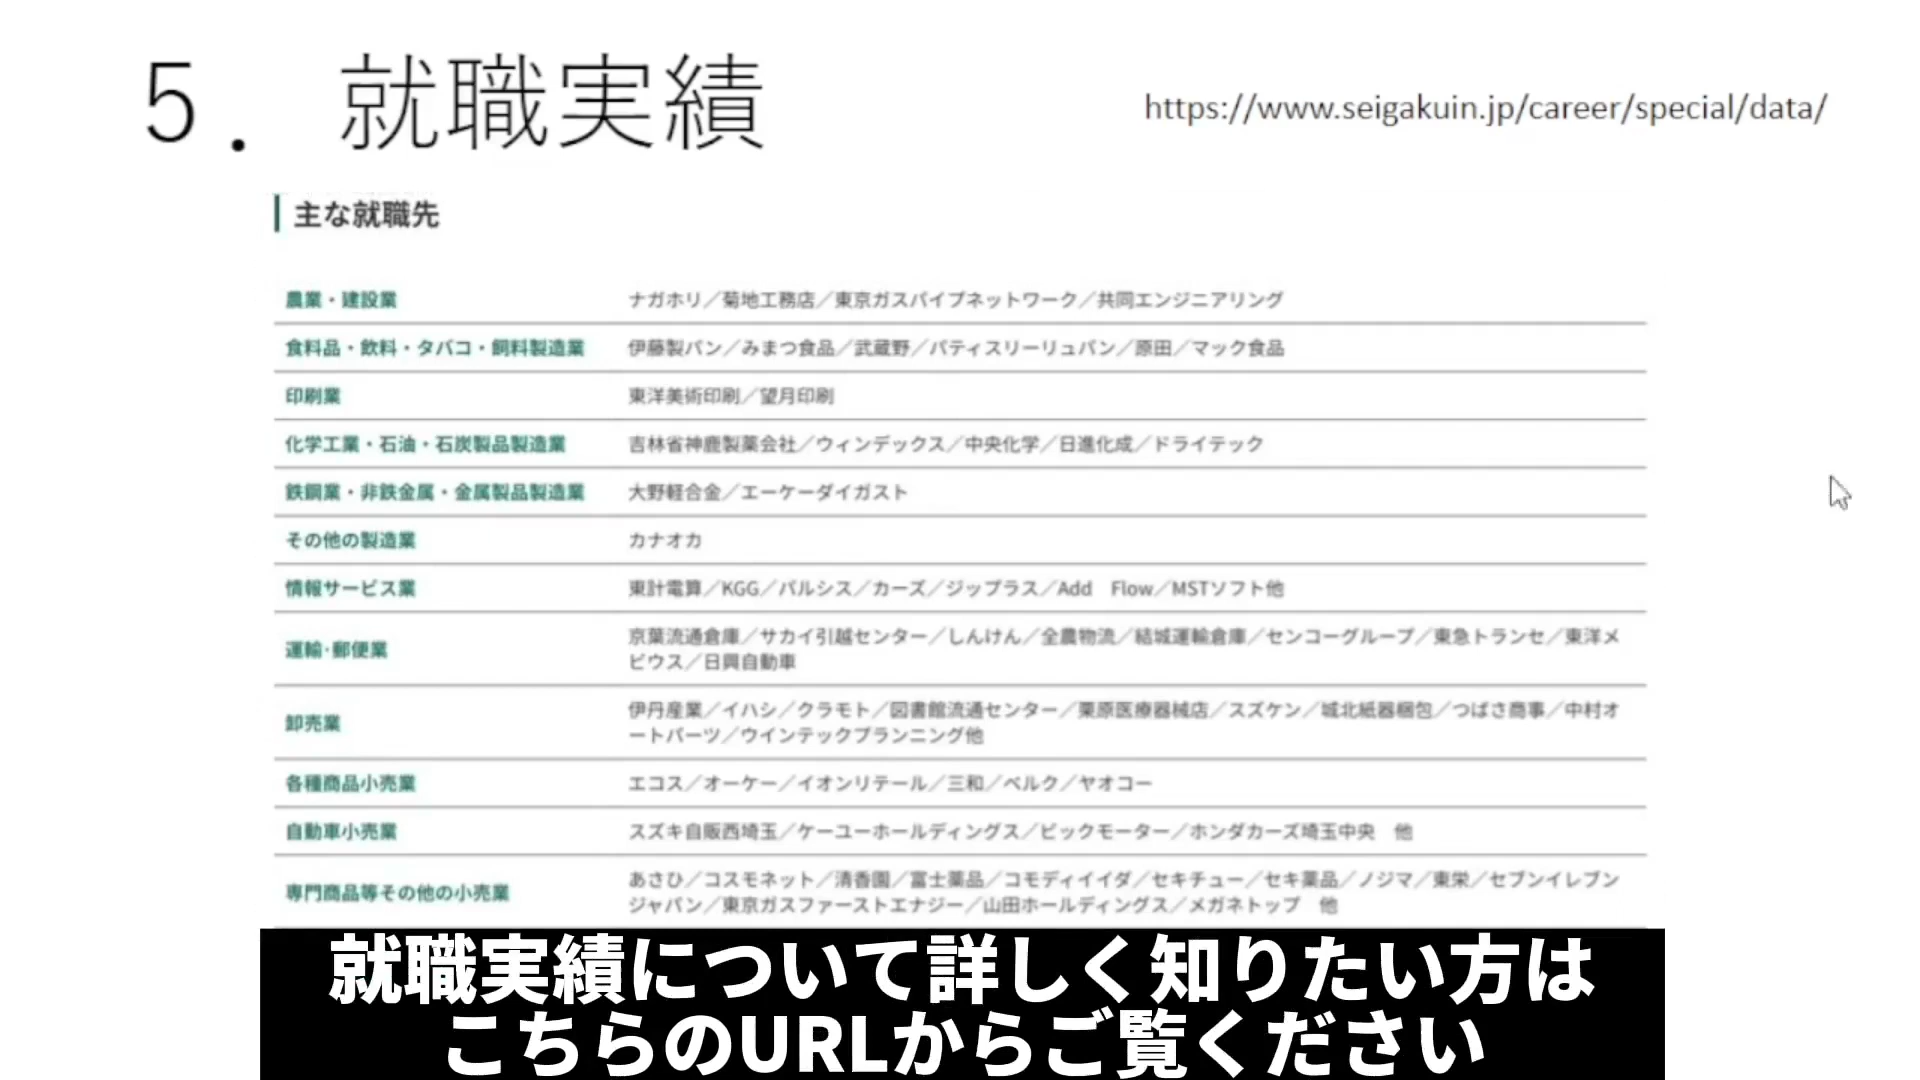 5．就職実績
https://www.seigakuin.jp/career/special/data/
主な就職先
農業・建設業 ナガホリ／菊地工務店／東京ガスパイプネットワーク／共同エンジニアリング
食料品・飲料・タバコ・飼料製造業 伊藤製パン／みまつ食品／武蔵野／パティスリーリュパン／原田／マック食品
印刷業 東洋美術印刷／望月印刷
化学工業・石油・石炭製品製造業 吉林省神鹿製薬会社／ウィンデックス／中央化学／日進化成／ドライテック
鉄鋼業・非鉄金属・金属製品製造業 大野軽合金／エーケーダイガスト
その他の製造業 カナオカ
情報サービス業 東計電算／KGG／パルシス／カーズ／ジップラス／Add　Flow／MSTソフト他
運輸·郵便業 京葉流通倉庫／サカイ引越センター／しんけん／全農物流／結城運輸倉庫／センコーグループ／東急トランセ／東洋メ
ビウス／日興自動車
卸売業 伊丹産業／イハシ／クラモト／図書館流通センター／栗原医療器械店／スズケン／城北紙器梱包／つばさ商事／中村オ
ートパーツ／ウインテックプランニング他
各種商品小売業 エコス／オーケー／イオンリテール／三和／ベルク／ヤオコー
自動車小売業 スズキ自販西埼玉／ケーユーホールディングス／ビックモーター／ホンダカーズ埼玉中央　他
専門商品等その他の小売業 あさひ／コスモネット／清香園／富士薬品／コモディイイダ／セキチュー／セキ薬品／ノジマ／東栄／セブンイレブン
ジャパン／東京ガスファーストエナジー／山田ホールディングス／メガネトップ　他
就職実績について詳しく知りたい方は
こちらのURLからご覧ください